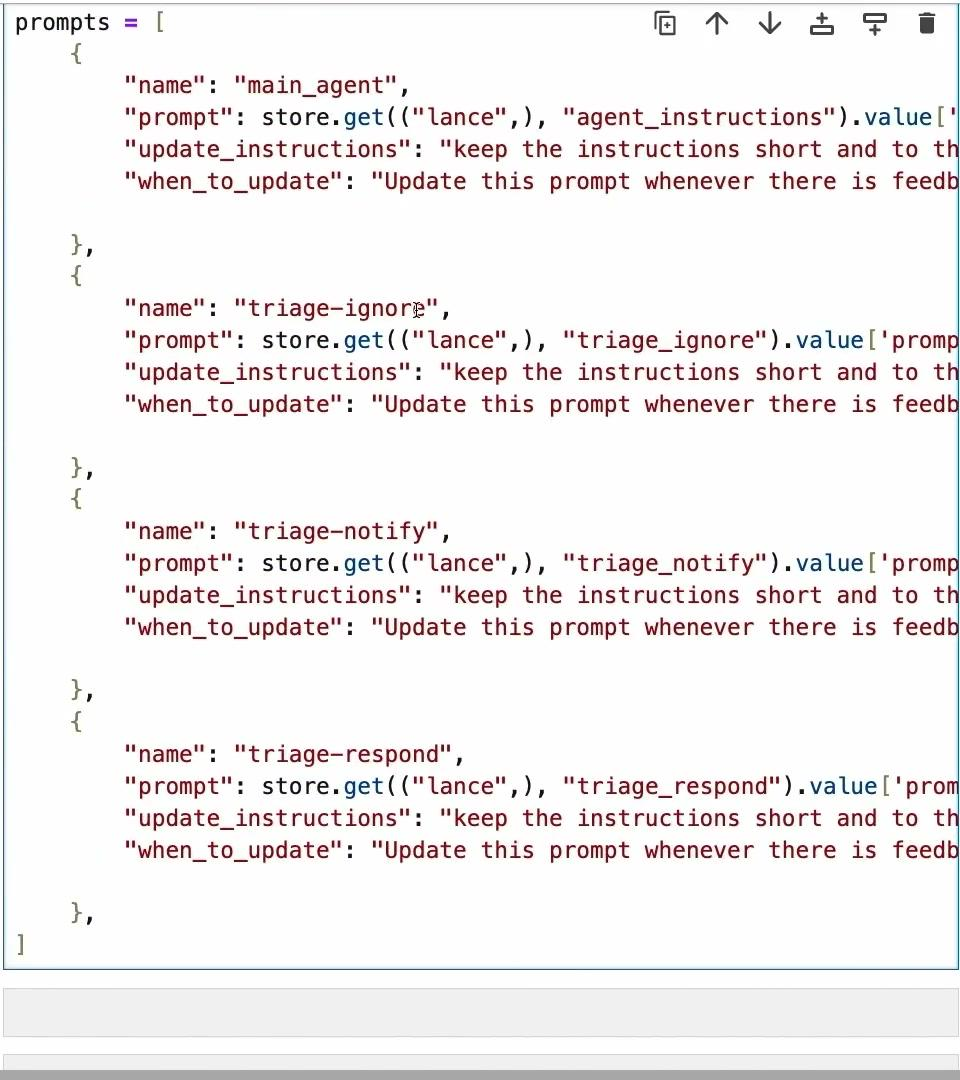 prompts = [
    {
        "name": "main_agent",
        "prompt": store.get(("lance",), "agent_instructions").value['
        "update_instructions": "keep the instructions short and to th
        "when_to_update": "Update this prompt whenever there is feedb

    },
    {
        "name": "triage-ignore",
        "prompt": store.get(("lance",), "triage_ignore").value['promp
        "update_instructions": "keep the instructions short and to th
        "when_to_update": "Update this prompt whenever there is feedb

    },
    {
        "name": "triage-notify",
        "prompt": store.get(("lance",), "triage_notify").value['promp
        "update_instructions": "keep the instructions short and to th
        "when_to_update": "Update this prompt whenever there is feedb

    },
    {
        "name": "triage-respond",
        "prompt": store.get(("lance",), "triage_respond").value['prom
        "update_instructions": "keep the instructions short and to th
        "when_to_update": "Update this prompt whenever there is feedb

    },
]